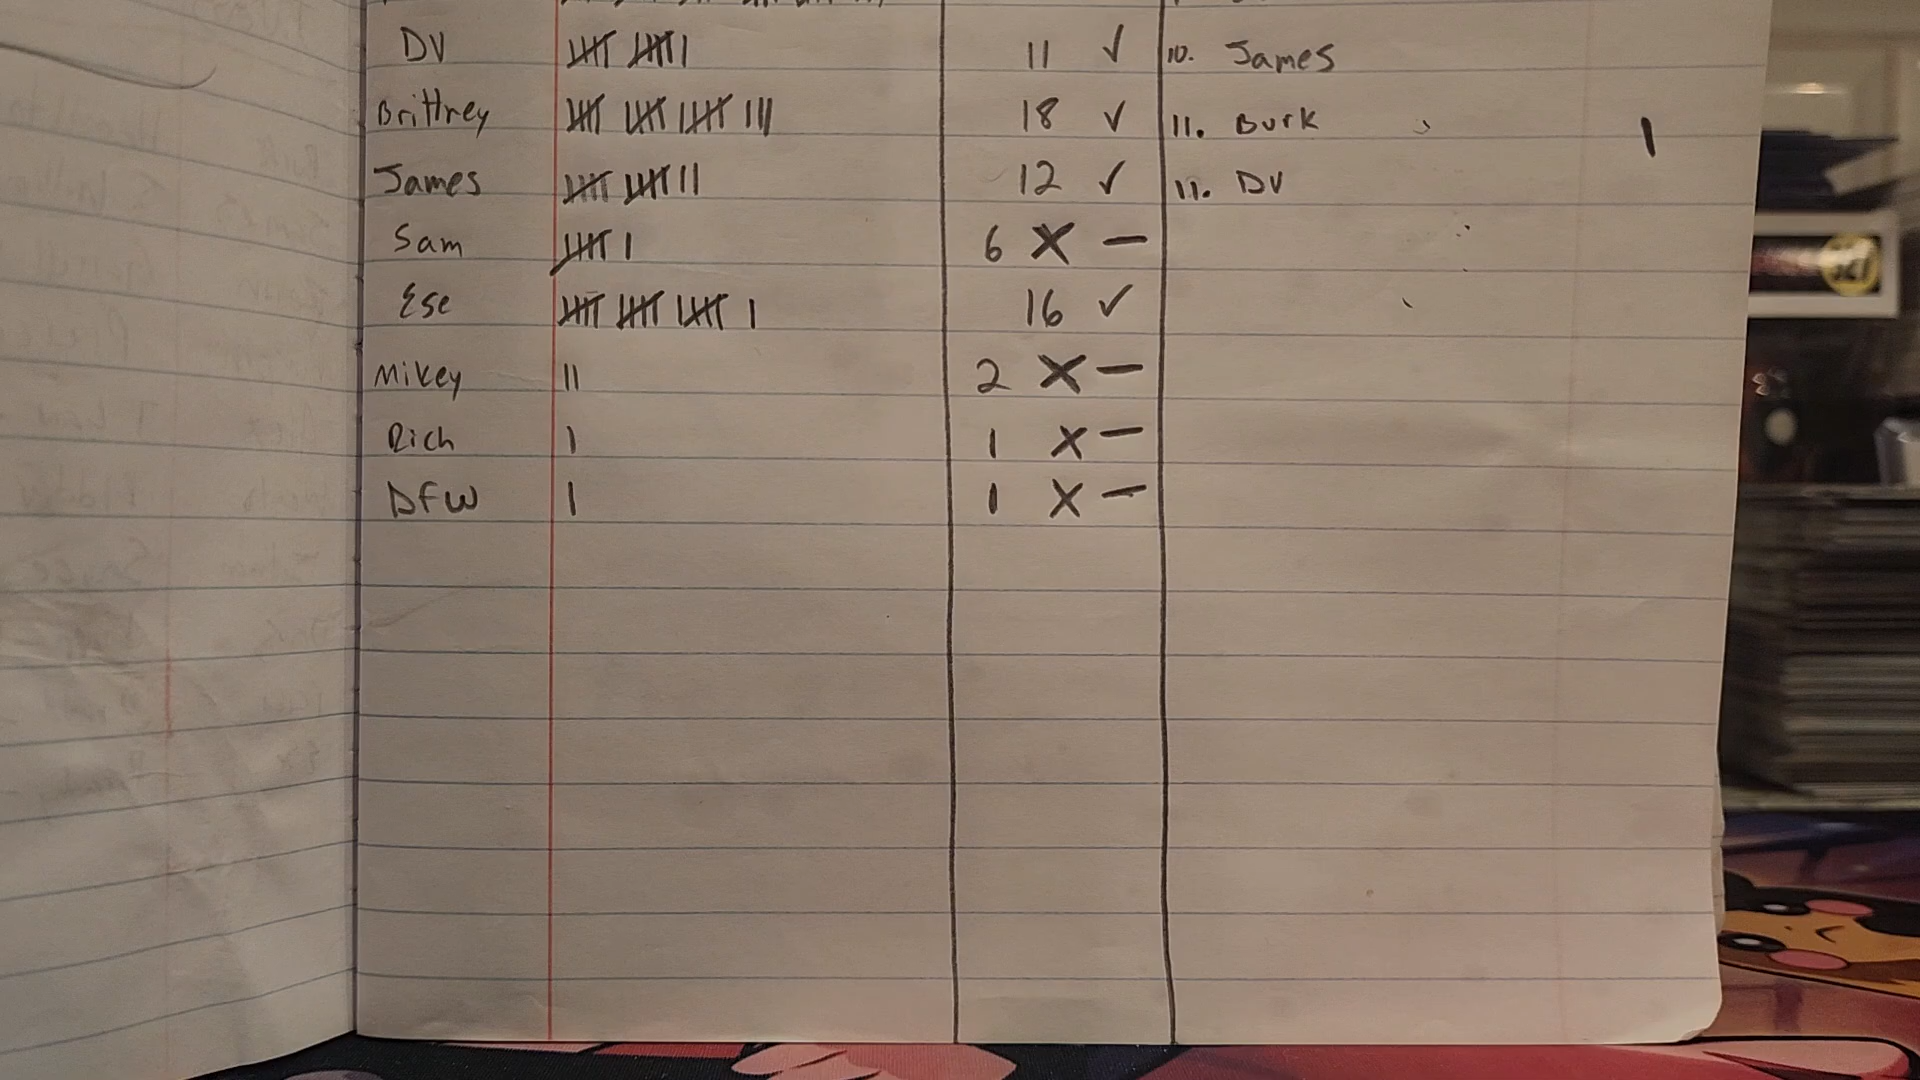 DV 𝍸 𝍸 | 11 ✓ 10. James
Brittney 𝍸 𝍸 𝍸 ||| 18 ✓ 11. Burk
James 𝍸 𝍸 || 12 ✓ 11. DV
Sam 𝍸 | 6 X –
Ese 𝍸 𝍸 𝍸 | 16 ✓
Mikey || 2 X –
Rich | 1 X –
DFW | 1 X –